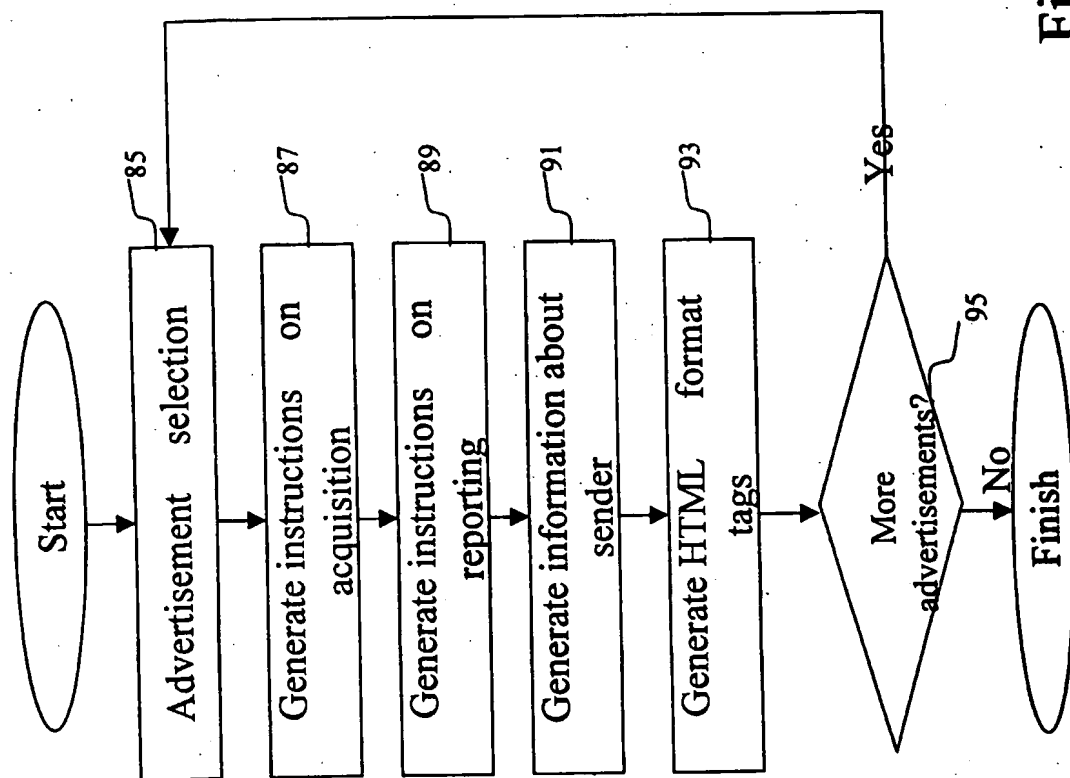 Start
85
Advertisement selection
87
Generate instructions on
acquisition
89
Generate instructions on
reporting
91
Generate information about
sender
93
Generate HTML format
tags
More
advertisements?
95
Yes
No
Finish